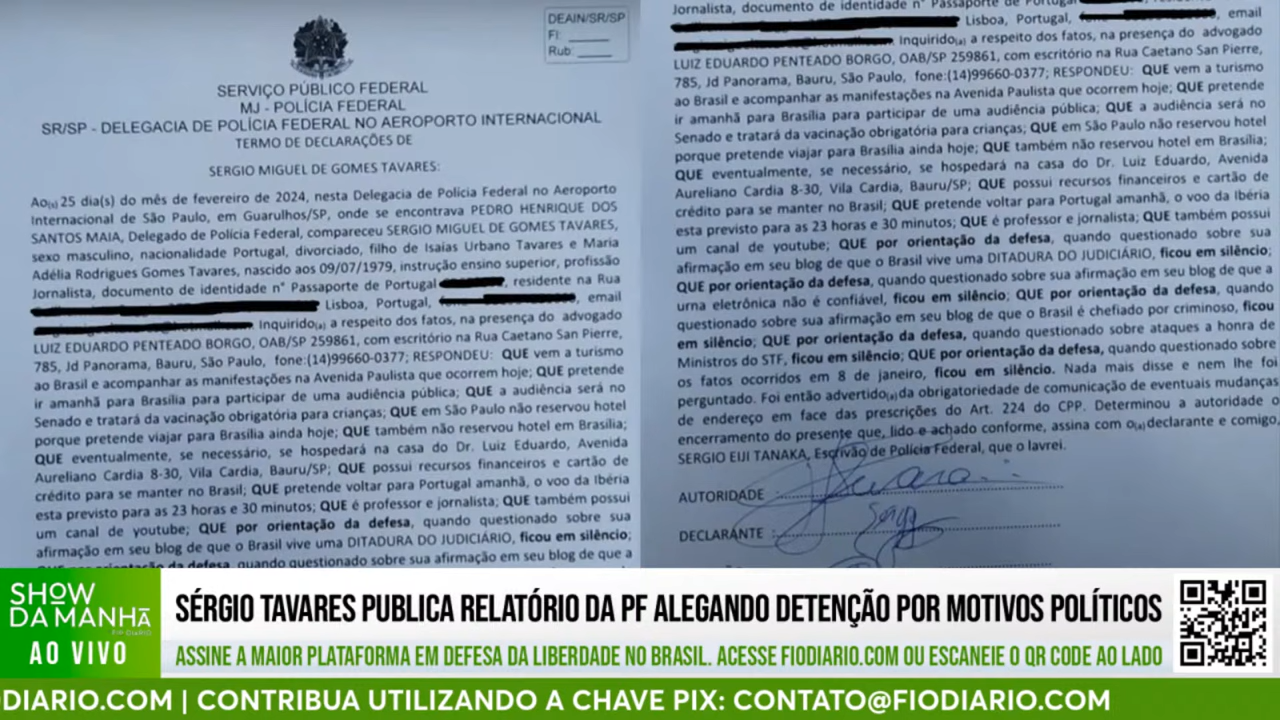 DEAIN/SR/SP
Fl:
Rub:
SERVIÇO PÚBLICO FEDERAL
MJ - POLÍCIA FEDERAL
SR/SP - DELEGACIA DE POLÍCIA FEDERAL NO AEROPORTO INTERNACIONAL
TERMO DE DECLARAÇÕES DE
SERGIO MIGUEL DE GOMES TAVARES:
Ao(s) 25 dia(s) do mês de fevereiro de 2024, nesta Delegacia de Polícia Federal no Aeroporto
Internacional de São Paulo, em Guarulhos/SP, onde se encontrava PEDRO HENRIQUE DOS
SANTOS MAIA, Delegado de Polícia Federal, compareceu SERGIO MIGUEL DE GOMES TAVARES,
sexo masculino, nacionalidade Portugal, divorciado, filho de Isaias Urbano Tavares e Maria
Adélia Rodrigues Gomes Tavares, nascido aos 09/07/1979, instrução ensino superior, profissão
Jornalista, documento de identidade n° Passaporte de Portugal , residente na Rua
Lisboa, Portugal, email
Inquirido(a) a respeito dos fatos, na presença do advogado
LUIZ EDUARDO PENTEADO BORGO, OAB/SP 259861, com escritório na Rua Caetano San Pierre,
785, Jd Panorama, Bauru, São Paulo, fone:(14)99660-0377; RESPONDEU: QUE vem a turismo
ao Brasil e acompanhar as manifestações na Avenida Paulista que ocorrem hoje; QUE pretende
ir amanhã para Brasília para participar de uma audiência pública; QUE a audiência será no
Senado e tratará da vacinação obrigatória para crianças; QUE em São Paulo não reservou hotel
porque pretende viajar para Brasília ainda hoje; QUE também não reservou hotel em Brasília;
QUE eventualmente, se necessário, se hospedará na casa do Dr. Luiz Eduardo, Avenida
Aureliano Cardia 8-30, Vila Cardia, Bauru/SP; QUE possui recursos financeiros e cartão de
crédito para se manter no Brasil; QUE pretende voltar para Portugal amanhã, o voo da Ibéria
esta previsto para as 23 horas e 30 minutos; QUE é professor e jornalista; QUE também possui
um canal de youtube; QUE por orientação da defesa, quando questionado sobre sua
afirmação em seu blog de que o Brasil vive uma DITADURA DO JUDICIÁRIO, ficou em silêncio;
QUE por orientação da defesa, quando questionado sobre sua afirmação em seu blog de que a
Jornalista, documento de identidade n° Passaporte de Portugal
Lisboa, Portugal, email
Inquirido(a) a respeito dos fatos, na presença do advogado
LUIZ EDUARDO PENTEADO BORGO, OAB/SP 259861, com escritório na Rua Caetano San Pierre,
785, Jd Panorama, Bauru, São Paulo, fone:(14)99660-0377; RESPONDEU: QUE vem a turismo
ao Brasil e acompanhar as manifestações na Avenida Paulista que ocorrem hoje; QUE pretende
ir amanhã para Brasília para participar de uma audiência pública; QUE a audiência será no
Senado e tratará da vacinação obrigatória para crianças; QUE em São Paulo não reservou hotel
porque pretende viajar para Brasília ainda hoje; QUE também não reservou hotel em Brasília;
QUE eventualmente, se necessário, se hospedará na casa do Dr. Luiz Eduardo, Avenida
Aureliano Cardia 8-30, Vila Cardia, Bauru/SP; QUE possui recursos financeiros e cartão de
crédito para se manter no Brasil; QUE pretende voltar para Portugal amanhã, o voo da Ibéria
esta previsto para as 23 horas e 30 minutos; QUE é professor e jornalista; QUE também possui
um canal de youtube; QUE por orientação da defesa, quando questionado sobre sua
afirmação em seu blog de que o Brasil vive uma DITADURA DO JUDICIÁRIO, ficou em silêncio;
QUE por orientação da defesa, quando questionado sobre sua afirmação em seu blog de que a
urna eletrônica não é confiável, ficou em silêncio; QUE por orientação da defesa, quando
questionado sobre sua afirmação em seu blog de que o Brasil é chefiado por criminoso, ficou
em silêncio; QUE por orientação da defesa, quando questionado sobre ataques a honra de
Ministros do STF, ficou em silêncio; QUE por orientação da defesa, quando questionado sobre
os fatos ocorridos em 8 de janeiro, ficou em silêncio. Nada mais disse e nem lhe foi
perguntado. Foi então advertido(a) da obrigatoriedade de comunicação de eventuais mudanças
de endereço em face das prescrições do Art. 224 do CPP. Determinou a autoridade o
encerramento do presente que, lido e achado conforme, assina com o(a) declarante e comigo,
SERGIO EIJI TANAKA, Escrivão de Polícia Federal, que o lavrei.
AUTORIDADE :
DECLARANTE :
SHOW
DA MANHÃ
FIO DIÁRIO
AO VIVO
SÉRGIO TAVARES PUBLICA RELATÓRIO DA PF ALEGANDO DETENÇÃO POR MOTIVOS POLÍTICOS
ASSINE A MAIOR PLATAFORMA EM DEFESA DA LIBERDADE NO BRASIL. ACESSE FIODIARIO.COM OU ESCANEIE O QR CODE AO LADO
IODIARIO.COM | CONTRIBUA UTILIZANDO A CHAVE PIX: CONTATO@FIODIARIO.COM